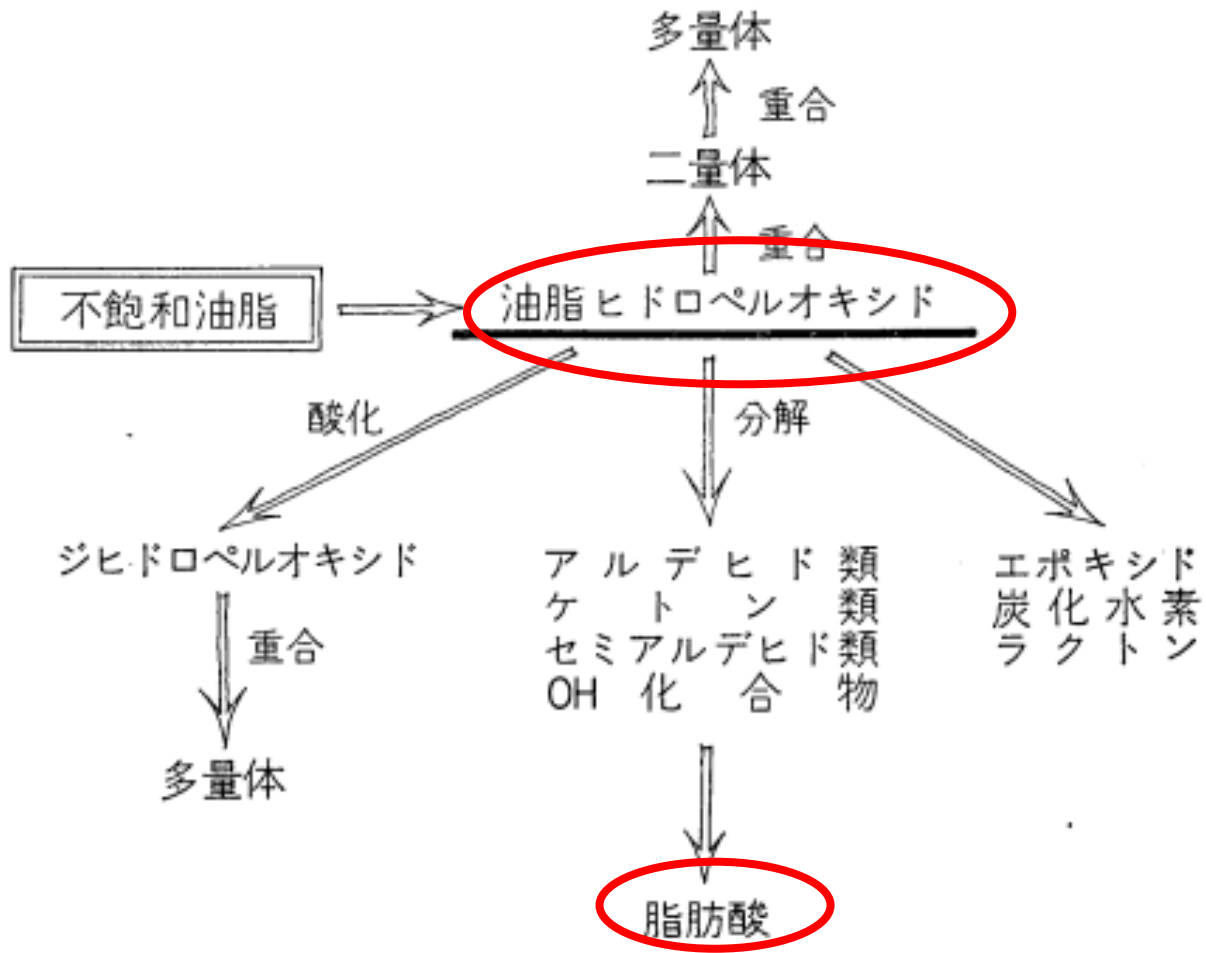 多量体
重合
二量体
重合
不飽和油脂
油脂ヒドロペルオキシド
酸化
分解
ジヒドロペルオキシド
アルデヒド類
ケトン類
セミアルデヒド類
OH化合物
エポキシド
炭化水素
ラクトン
重合
多量体
脂肪酸